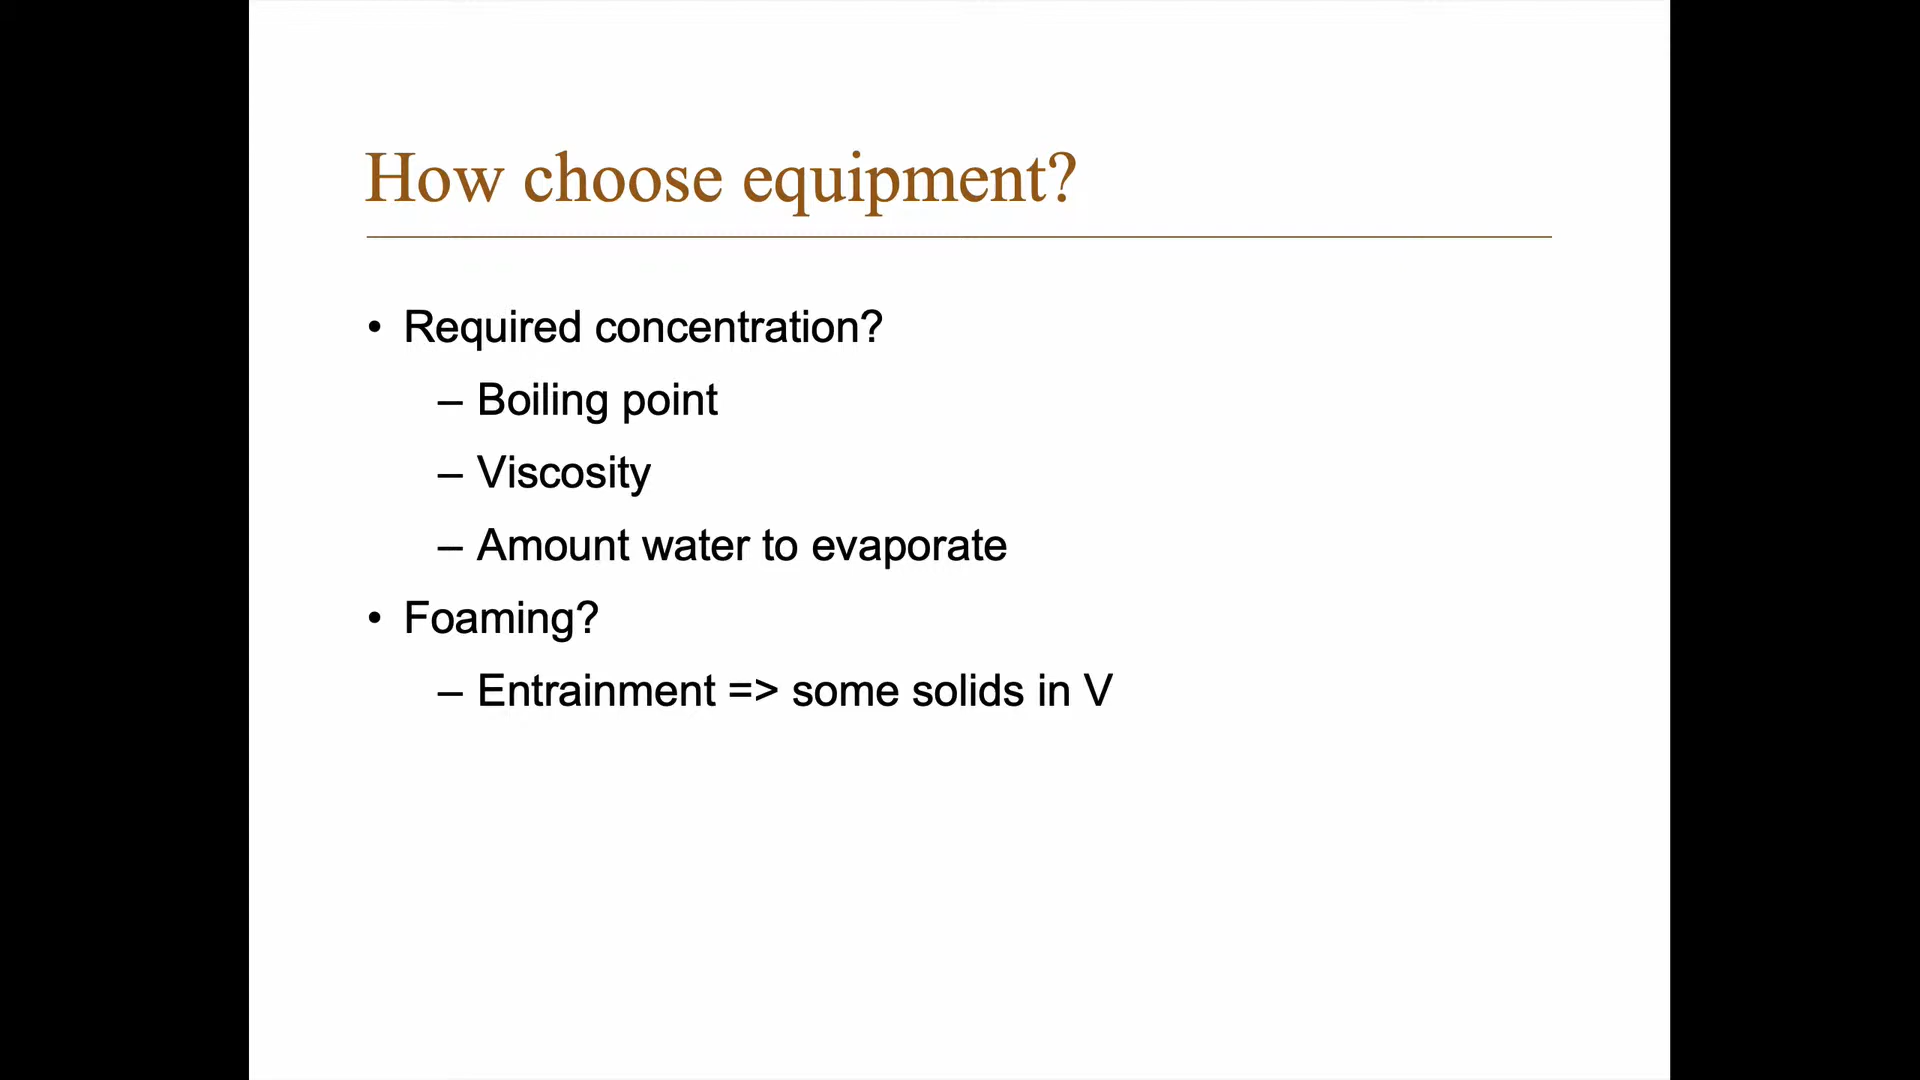 How choose equipment?
• Required concentration?
– Boiling point
– Viscosity
– Amount water to evaporate
• Foaming?
– Entrainment => some solids in V